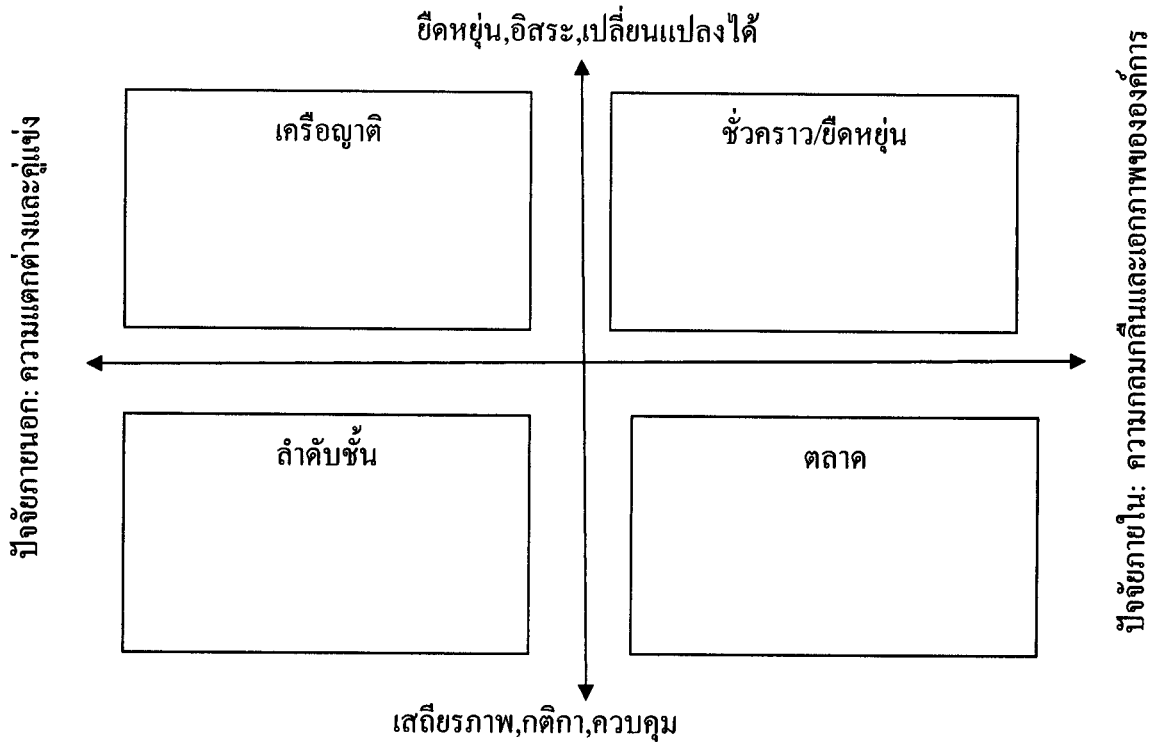 ยืดหยุ่น,อิสระ,เปลี่ยนแปลงได้
เครือญาติ
ชั่วคราว/ยืดหยุ่น
ปัจจัยภายนอก: ความแตกต่างและคู่แข่ง
ปัจจัยภายใน: ความกลมกลืนและเอกภาพขององค์การ
ลำดับชั้น
ตลาด
เสถียรภาพ,กติกา,ควบคุม